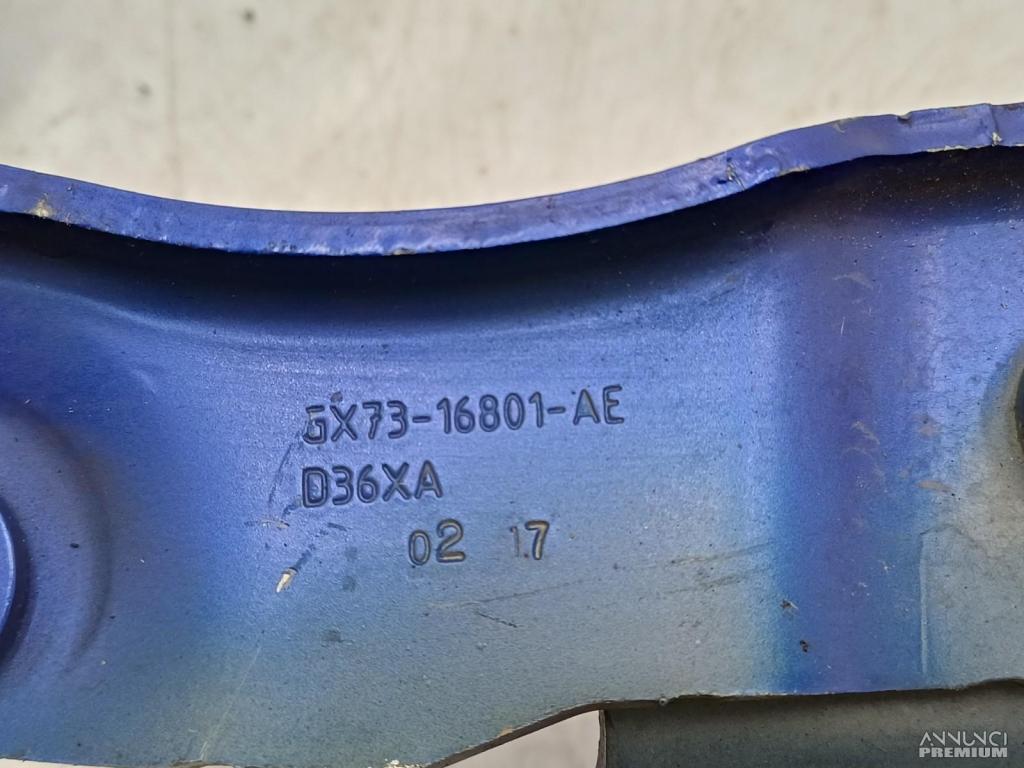 GX73-16801-AE
D36XA
02 17
ANNUNCI
PREMIUM